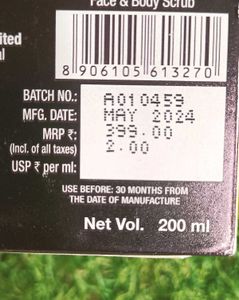 Face & Body Scrub
ited
al
8 906105 613270
BATCH NO.: A010459
MFG. DATE: MAY 2024
MRP ₹: 399.00
(Incl. of all taxes)
USP ₹ per ml: 2.00
USE BEFORE: 30 MONTHS FROM
THE DATE OF MANUFACTURE
Net Vol. 200 ml